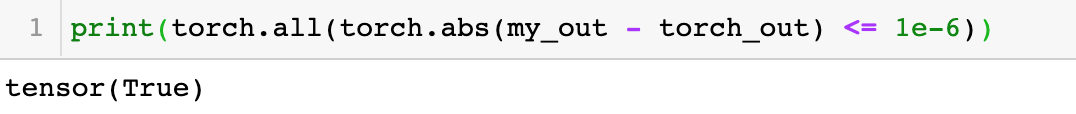 1 print(torch.all(torch.abs(my_out - torch_out) <= 1e-6))
tensor(True)